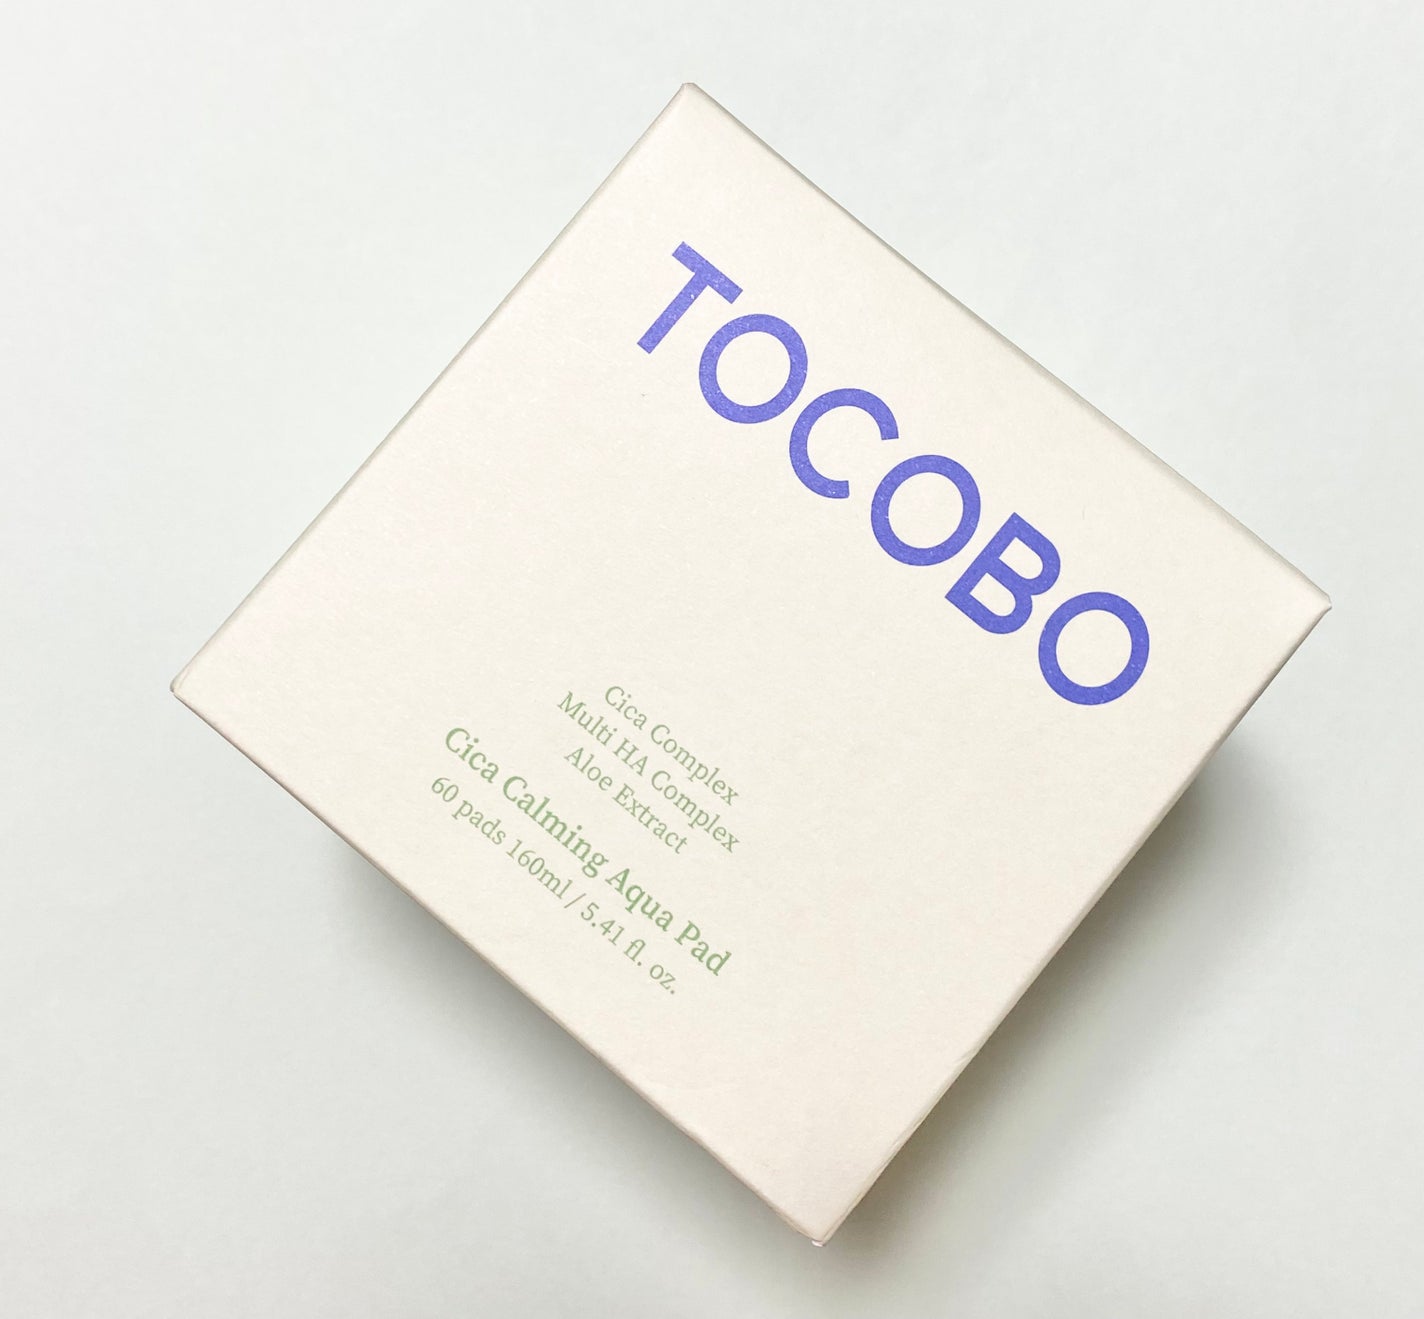 TOCOBO
Cica Complex
Multi HA Complex
Aloe Extract
Cica Calming Aqua Pad
60 pads 160ml / 5.41 fl. oz.